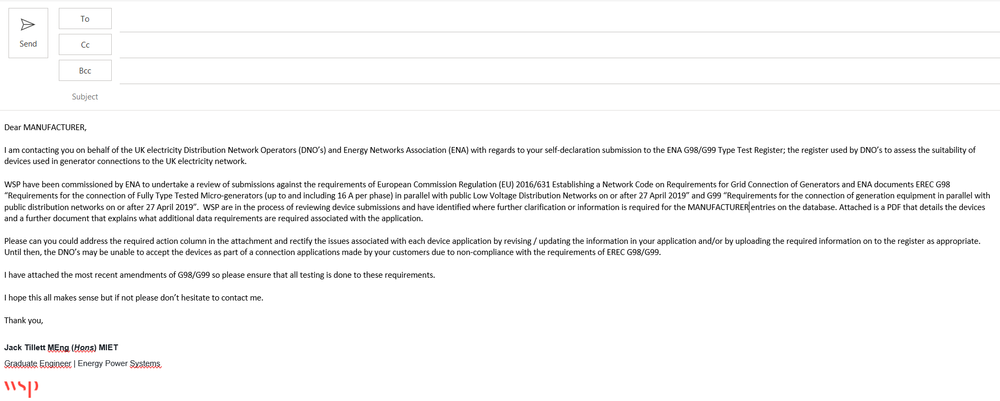 Send
To
Cc
Bcc
Subject
Dear MANUFACTURER,
I am contacting you on behalf of the UK electricity Distribution Network Operators (DNO’s) and Energy Networks Association (ENA) with regards to your self-declaration submission to the ENA G98/G99 Type Test Register; the register used by DNO’s to assess the suitability of
devices used in generator connections to the UK electricity network.
WSP have been commissioned by ENA to undertake a review of submissions against the requirements of European Commission Regulation (EU) 2016/631 Establishing a Network Code on Requirements for Grid Connection of Generators and ENA documents EREC G98
“Requirements for the connection of Fully Type Tested Micro-generators (up to and including 16 A per phase) in parallel with public Low Voltage Distribution Networks on or after 27 April 2019” and G99 “Requirements for the connection of generation equipment in parallel with
public distribution networks on or after 27 April 2019”.  WSP are in the process of reviewing device submissions and have identified where further clarification or information is required for the MANUFACTURER entries on the database. Attached is a PDF that details the devices
and a further document that explains what additional data requirements are required associated with the application.
Please can you could address the required action column in the attachment and rectify the issues associated with each device application by revising / updating the information in your application and/or by uploading the required information on to the register as appropriate.
Until then, the DNO’s may be unable to accept the devices as part of a connection applications made by your customers due to non-compliance with the requirements of EREC G98/G99.
I have attached the most recent amendments of G98/G99 so please ensure that all testing is done to these requirements.
I hope this all makes sense but if not please don’t hesitate to contact me.
Thank you,
Jack Tillett MEng (Hons) MIET
Graduate Engineer | Energy Power Systems
wsp